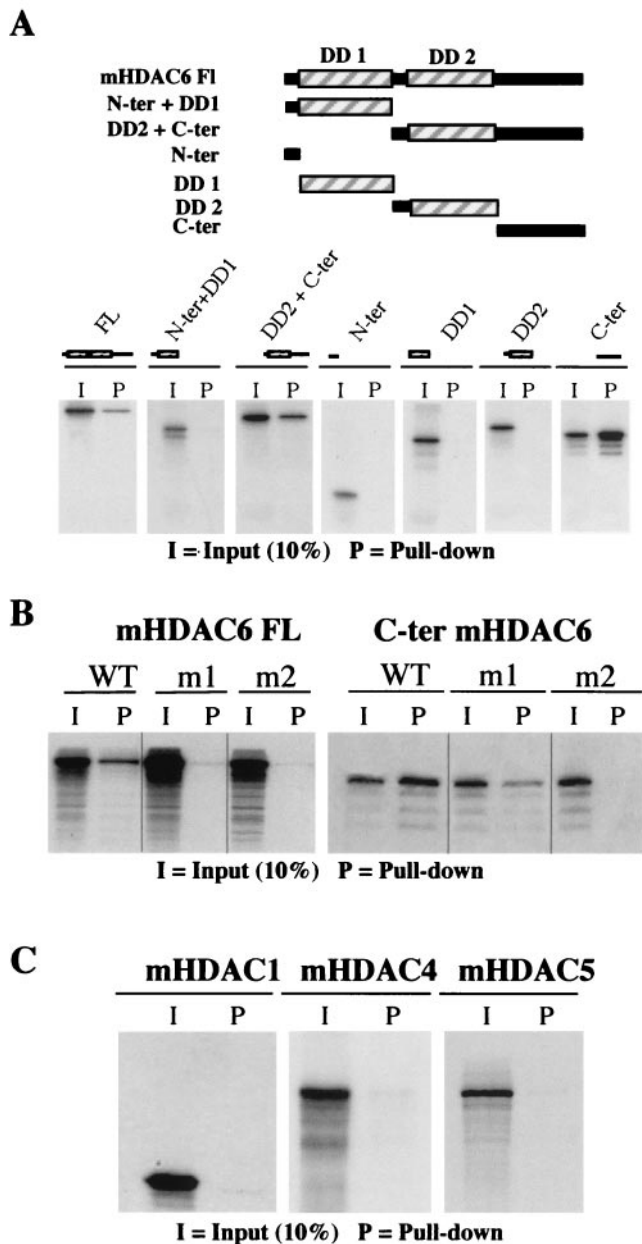 A
DD 1 DD 2
mHDAC6 Fl
N-ter + DD1
DD2 + C-ter
N-ter
DD 1
DD 2
C-ter
FL N-ter+DD1 DD2 + C-ter N-ter DD1 DD2 C-ter
I P I P I P I P I P I P I P
I = Input (10%) P = Pull-down
B
mHDAC6 FL C-ter mHDAC6
WT m1 m2 WT m1 m2
I P I P I P I P I P I P
I = Input (10%) P = Pull-down
C
mHDAC1 mHDAC4 mHDAC5
I P I P I P
I = Input (10%) P = Pull-down